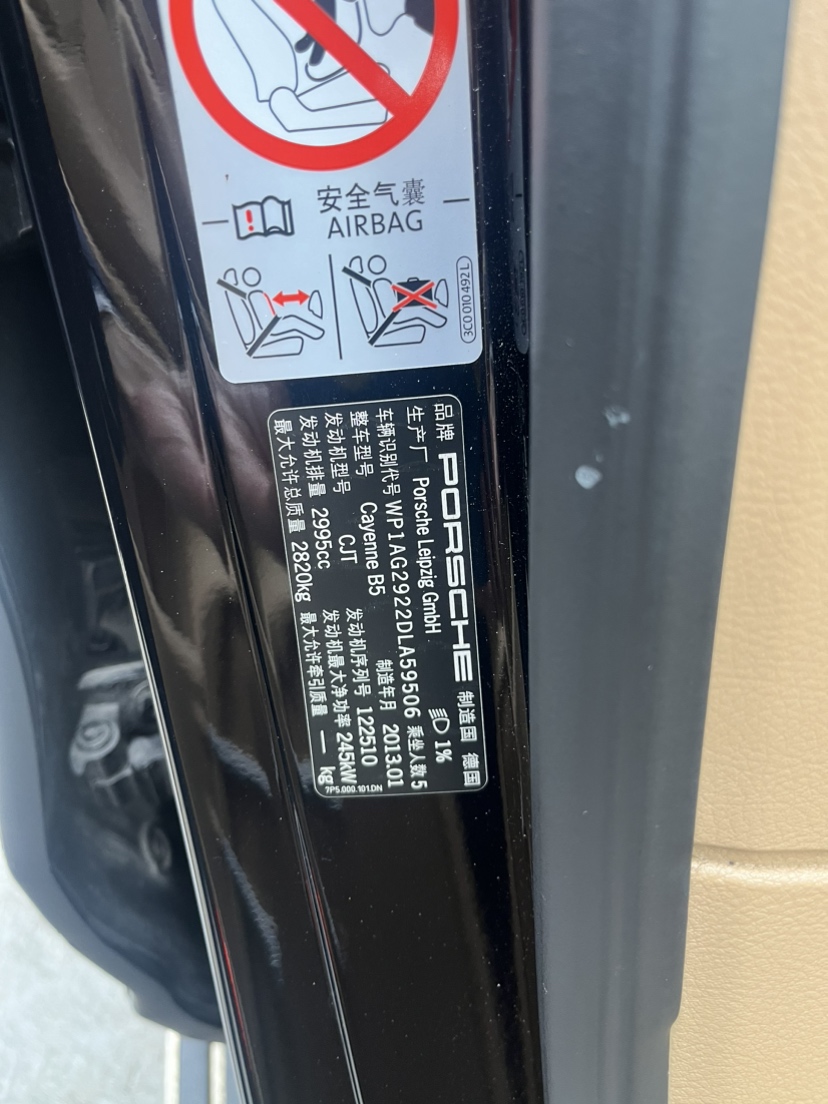 安全气囊
AIRBAG
3C0 010 492 L
品牌 PORSCHE 制造国 德国
生产厂 Porsche Leipzig GmbH 1%
车辆识别代号 WP1AG2922DLA59506 乘坐人数 5
整车型号 Cayenne B5 制造年月 2013.01
发动机型号 CJT 发动机序列号 122510
发动机排量 2995cc 发动机最大净功率 245kW
最大允许总质量 2820kg 最大允许牵引质量 — kg
7P5.000.101.DN